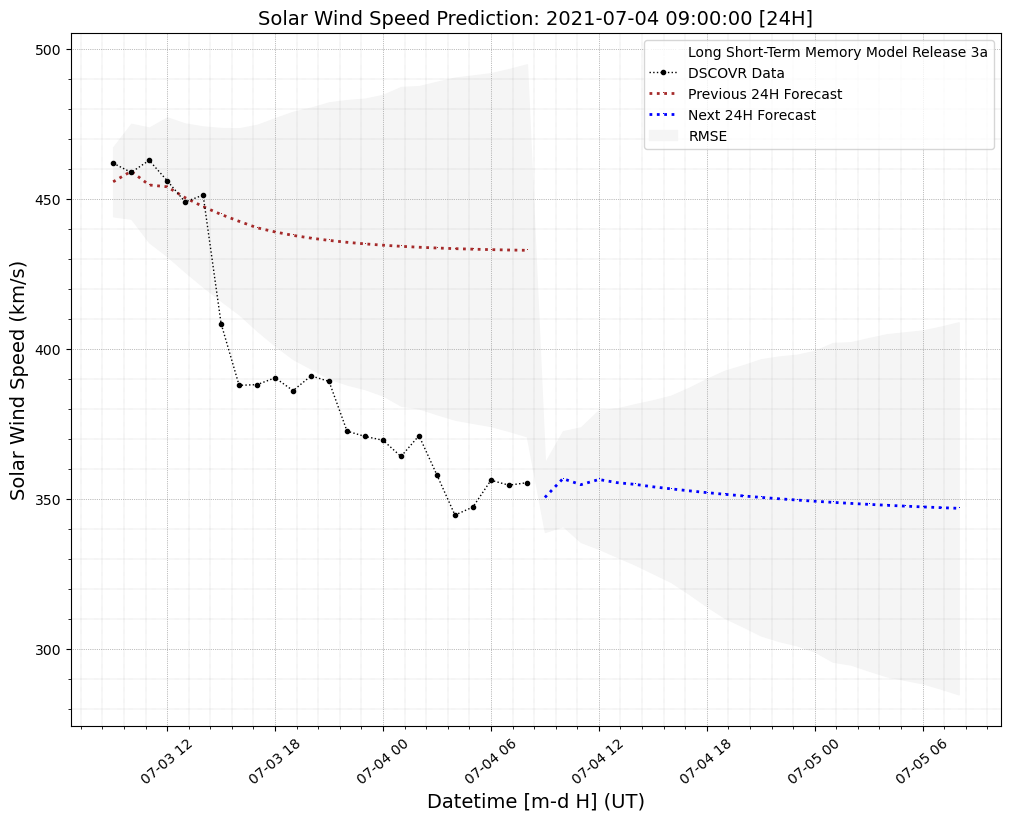 Solar Wind Speed Prediction: 2021-07-04 09:00:00 [24H]
Long Short-Term Memory Model Release 3a
DSCOVR Data
Previous 24H Forecast
Next 24H Forecast
RMSE
Solar Wind Speed (km/s)
500
450
400
350
300
07-03 12
07-03 18
07-04 00
07-04 06
07-04 12
07-04 18
07-05 00
07-05 06
Datetime [m-d H] (UT)